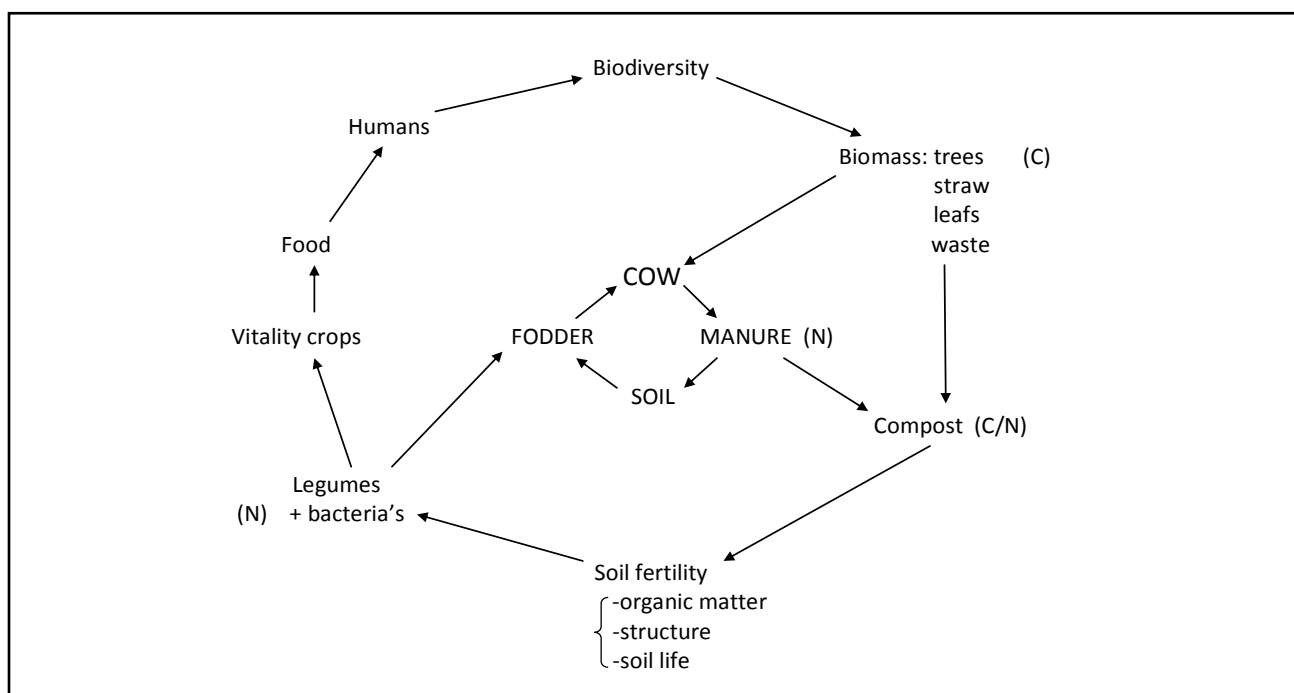 Biodiversity
Humans
Biomass: trees (C)
straw
leafs
waste
Food
COW
Vitality crops
FODDER
MANURE (N)
SOIL
Compost (C/N)
Legumes
(N) + bacteria’s
Soil fertility
-organic matter
-structure
-soil life